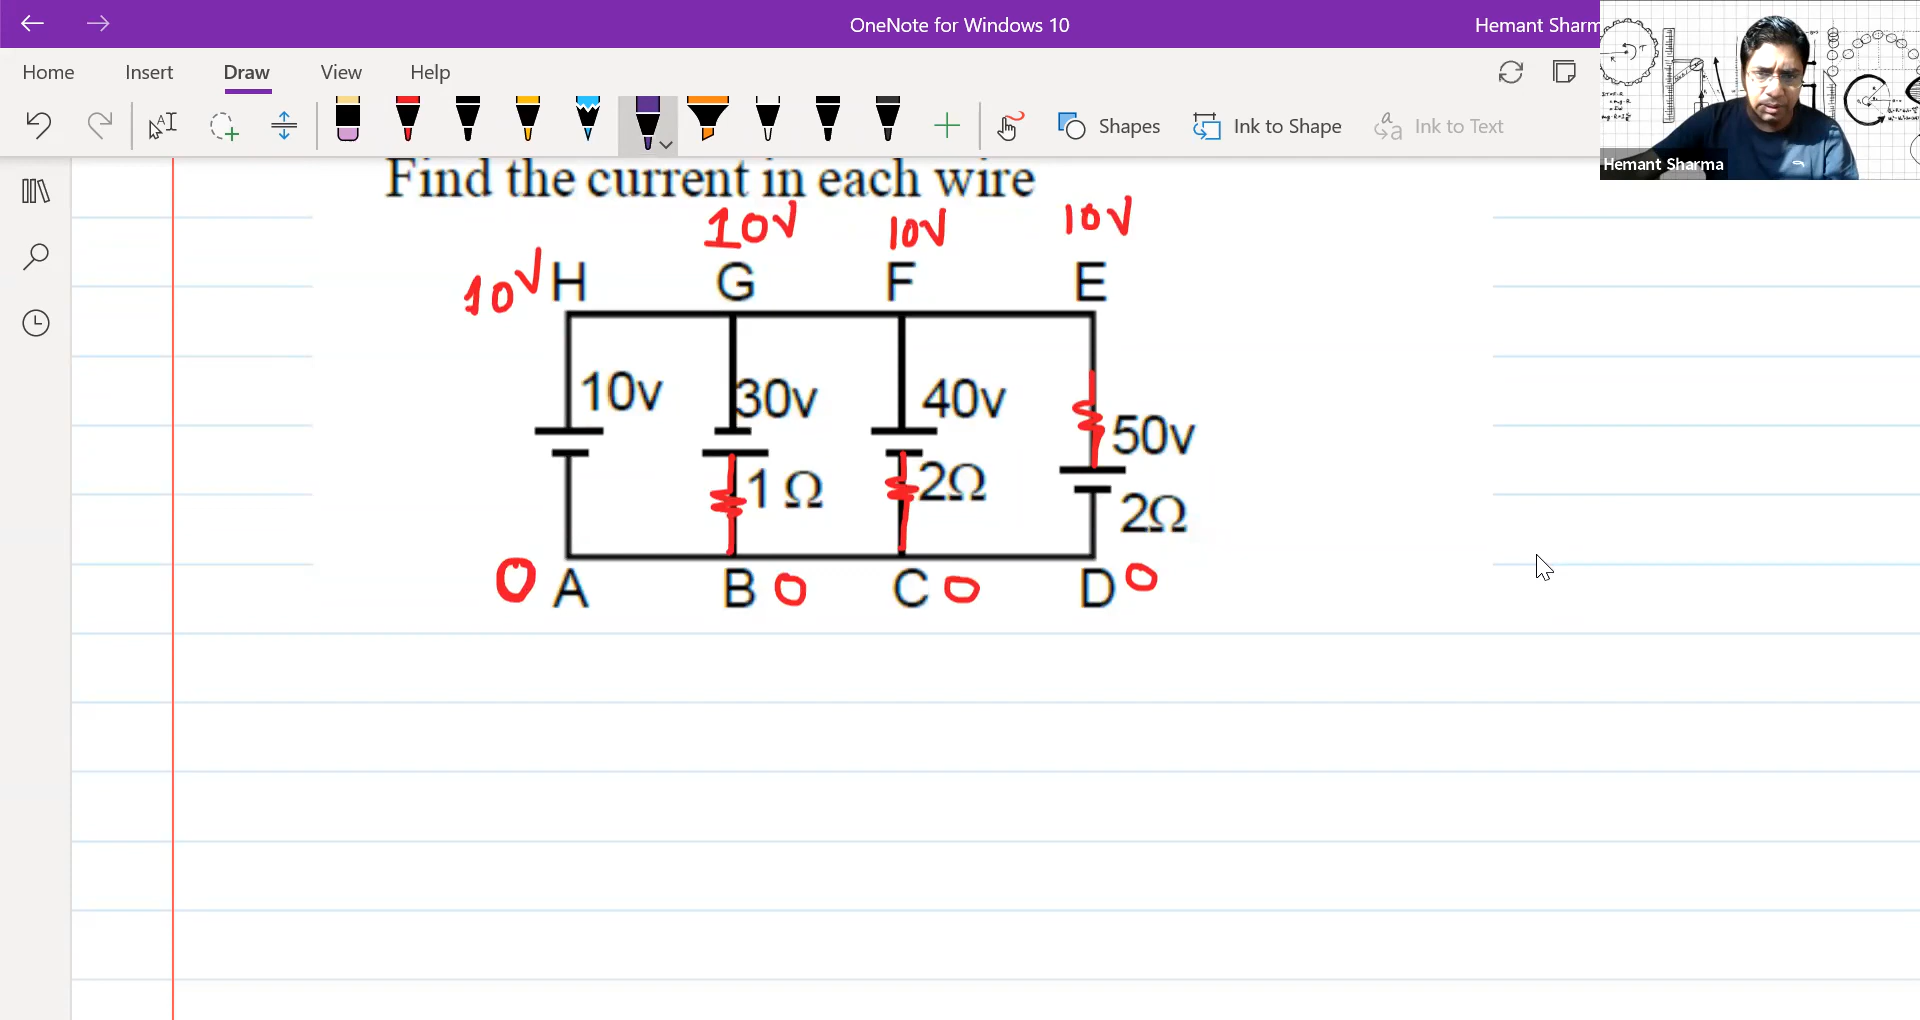 OneNote for Windows 10
Hemant Sharm
Home Insert Draw View Help
Shapes Ink to Shape Ink to Text
Hemant Sharma
Find the current in each wire
10V 10V 10V
10V H G F E
10v 30v 40v 50v
1 Ω 2Ω 2Ω
0 A B 0 C 0 D 0